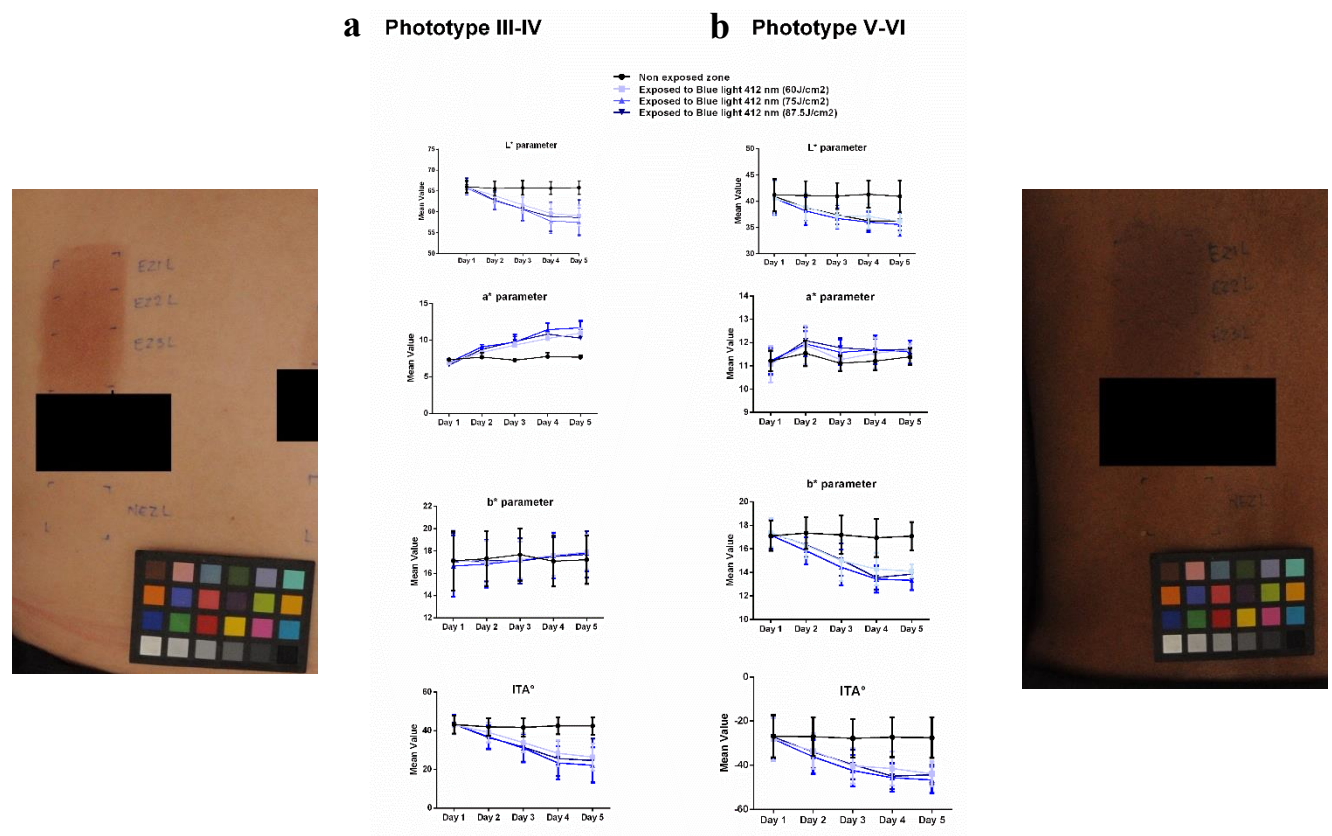 a Phototype III-IV
b Phototype V-VI
Non exposed zone
Exposed to Blue light 412 nm (60J/cm2)
Exposed to Blue light 412 nm (75J/cm2)
Exposed to Blue light 412 nm (87.5J/cm2)
L* parameter
75
70
65
60
55
50
Mean Value
Day 1 Day 2 Day 3 Day 4 Day 5
L* parameter
50
45
40
35
30
Mean Value
Day 1 Day 2 Day 3 Day 4 Day 5
a* parameter
15
10
5
0
Mean Value
Day 1 Day 2 Day 3 Day 4 Day 5
a* parameter
14
13
12
11
10
9
Mean Value
Day 1 Day 2 Day 3 Day 4 Day 5
b* parameter
22
20
18
16
14
12
Mean Value
Day 1 Day 2 Day 3 Day 4 Day 5
b* parameter
20
18
16
14
12
10
Mean Value
Day 1 Day 2 Day 3 Day 4 Day 5
ITA°
60
40
20
0
Mean Value
Day 1 Day 2 Day 3 Day 4 Day 5
ITA°
0
-20
-40
-60
Mean Value
Day 1 Day 2 Day 3 Day 4 Day 5
EZ1L
EZ2L
EZ3L
NEZL
EZ1L
EZ2L
EZ3L
NEZL